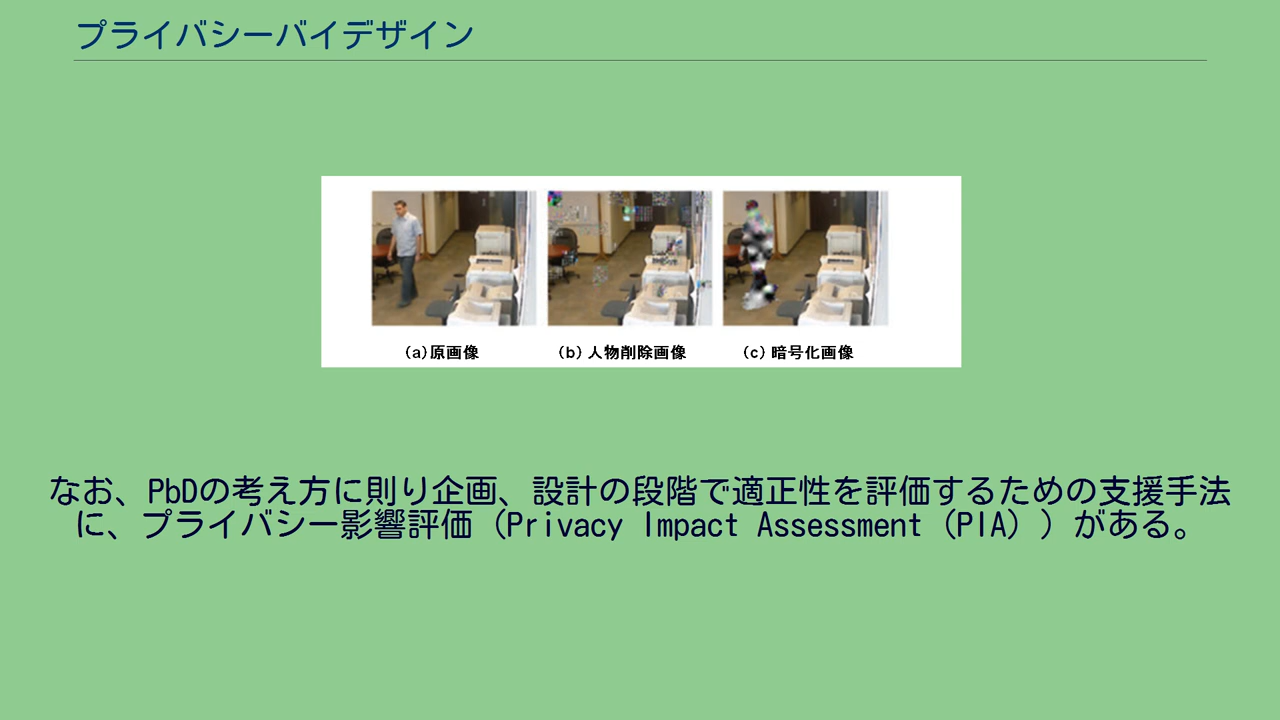 プライバシーバイデザイン
(a)原画像
(b) 人物削除画像
(c) 暗号化画像
なお、PbDの考え方に則り企画、設計の段階で適正性を評価するための支援手法
に、プライバシー影響評価（Privacy Impact Assessment（PIA））がある。